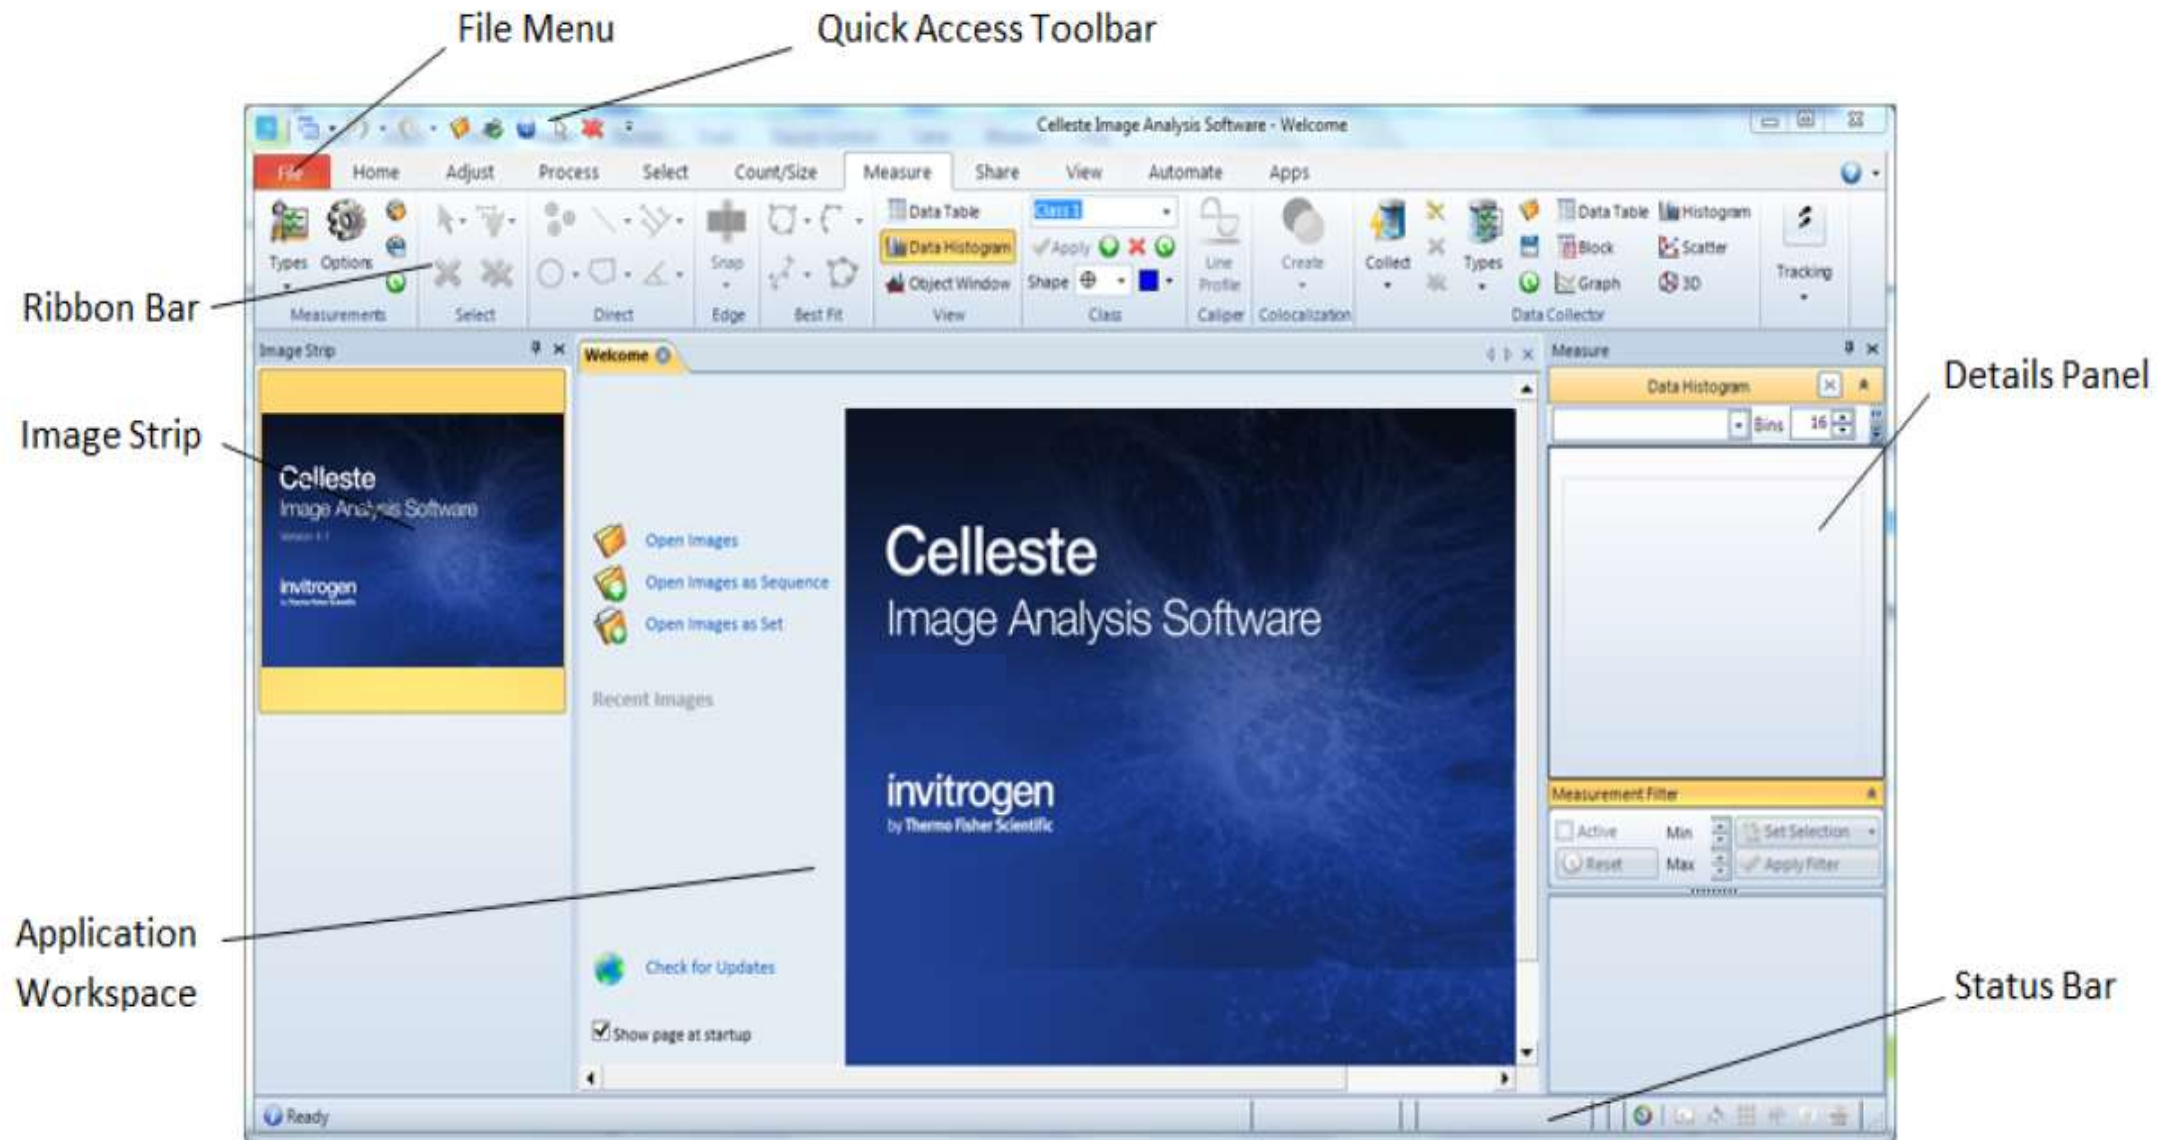 File Menu
Quick Access Toolbar
Celleste Image Analysis Software - Welcome
File Home Adjust Process Select Count/Size Measure Share View Automate Apps
Data Table
Class 1
Data Table Histogram
Data Histogram
Apply
Block Scatter
Types Options
Snap
Line Profile
Create
Collect
Types
Tracking
Object Window
Shape
Graph 3D
Measurements Select Direct Edge Best Fit View Class Caliper Colocalization Data Collector
Ribbon Bar
Image Strip
Welcome
Measure
Data Histogram
Details Panel
Bins 16
Image Strip
Celleste
Image Analysis Software
invitrogen
Open Images
Open Images as Sequence
Open Images as Set
Recent Images
Celleste
Image Analysis Software
invitrogen
by Thermo Fisher Scientific
Measurement Filter
Active Min Set Selection
Reset Max Apply Filter
Application
Workspace
Check for Updates
Show page at startup
Status Bar
Ready